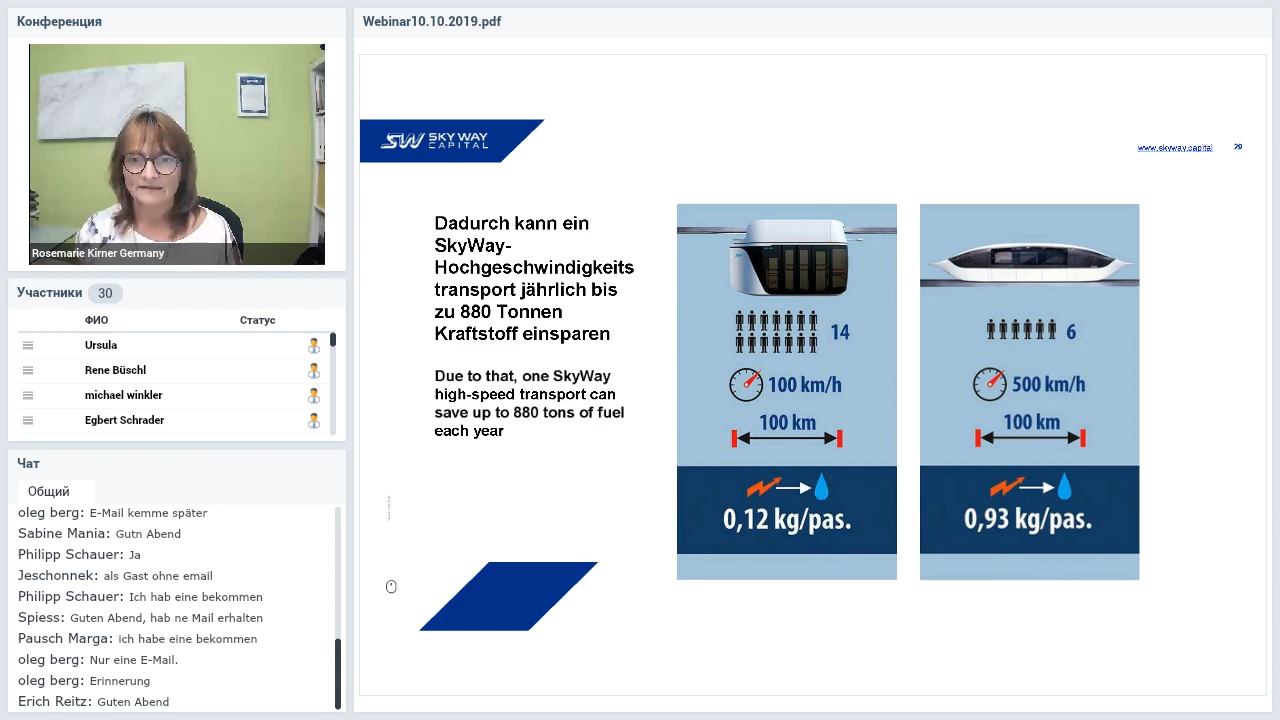 Конференция
Rosemarie Kirner Germany
Участники 30
ФИО Статус
Ursula
Rene Büschl
michael winkler
Egbert Schrader
Чат
Общий
oleg berg: E-Mail kemme später
Sabine Mania: Gutn Abend
Philipp Schauer: Ja
Jeschonnek: als Gast ohne email
Philipp Schauer: Ich hab eine bekommen
Spiess: Guten Abend, hab ne Mail erhalten
Pausch Marga: ich habe eine bekommen
oleg berg: Nur eine E-Mail.
oleg berg: Erinnerung
Erich Reitz: Guten Abend
Webinar10.10.2019.pdf
SW SKY WAY
CAPITAL
www.skyway.capital 29
Dadurch kann ein
SkyWay-
Hochgeschwindigkeits
transport jährlich bis
zu 880 Tonnen
Kraftstoff einsparen
Due to that, one SkyWay
high-speed transport can
save up to 880 tons of fuel
each year
14
100 km/h
100 km
0,12 kg/pas.
6
500 km/h
100 km
0,93 kg/pas.